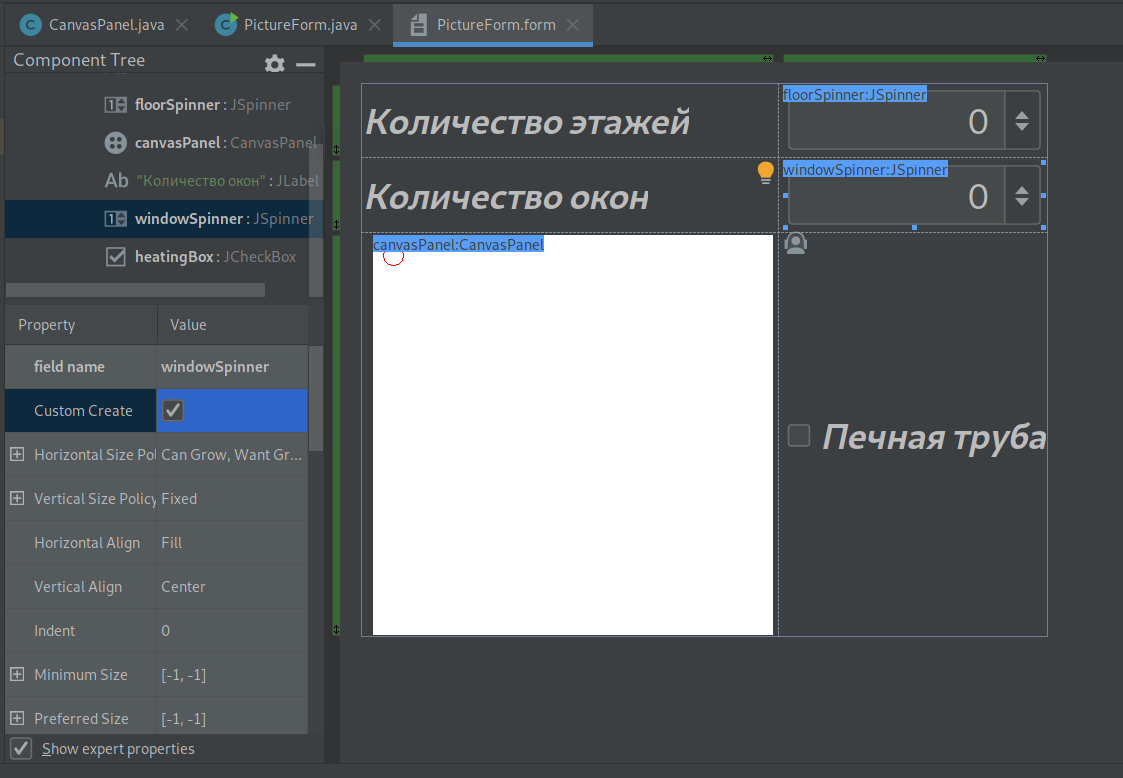 CanvasPanel.java
PictureForm.java
PictureForm.form
Component Tree
floorSpinner : JSpinner
canvasPanel : CanvasPanel
Ab "Количество окон" : JLabel
windowSpinner : JSpinner
heatingBox : JCheckBox
Property Value
field name windowSpinner
Custom Create
Horizontal Size Pol Can Grow, Want Gr...
Vertical Size Policy Fixed
Horizontal Align Fill
Vertical Align Center
Indent 0
Minimum Size [-1, -1]
Preferred Size [-1, -1]
Show expert properties
floorSpinner:JSpinner
Количество этажей 0
windowSpinner:JSpinner
Количество окон 0
canvasPanel:CanvasPanel
Печная труба